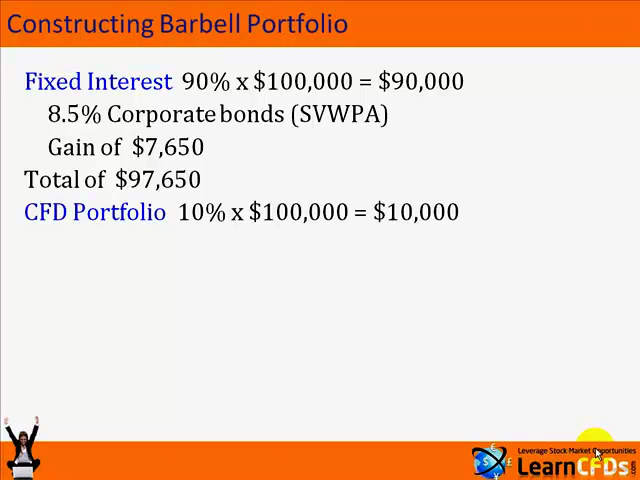 Constructing Barbell Portfolio
Fixed Interest 90% x $100,000 = $90,000
8.5% Corporate bonds (SVWPA)
Gain of $7,650
Total of $97,650
CFD Portfolio 10% x $100,000 = $10,000
Leverage Stock Market Opportunities
LearnCFDs.com